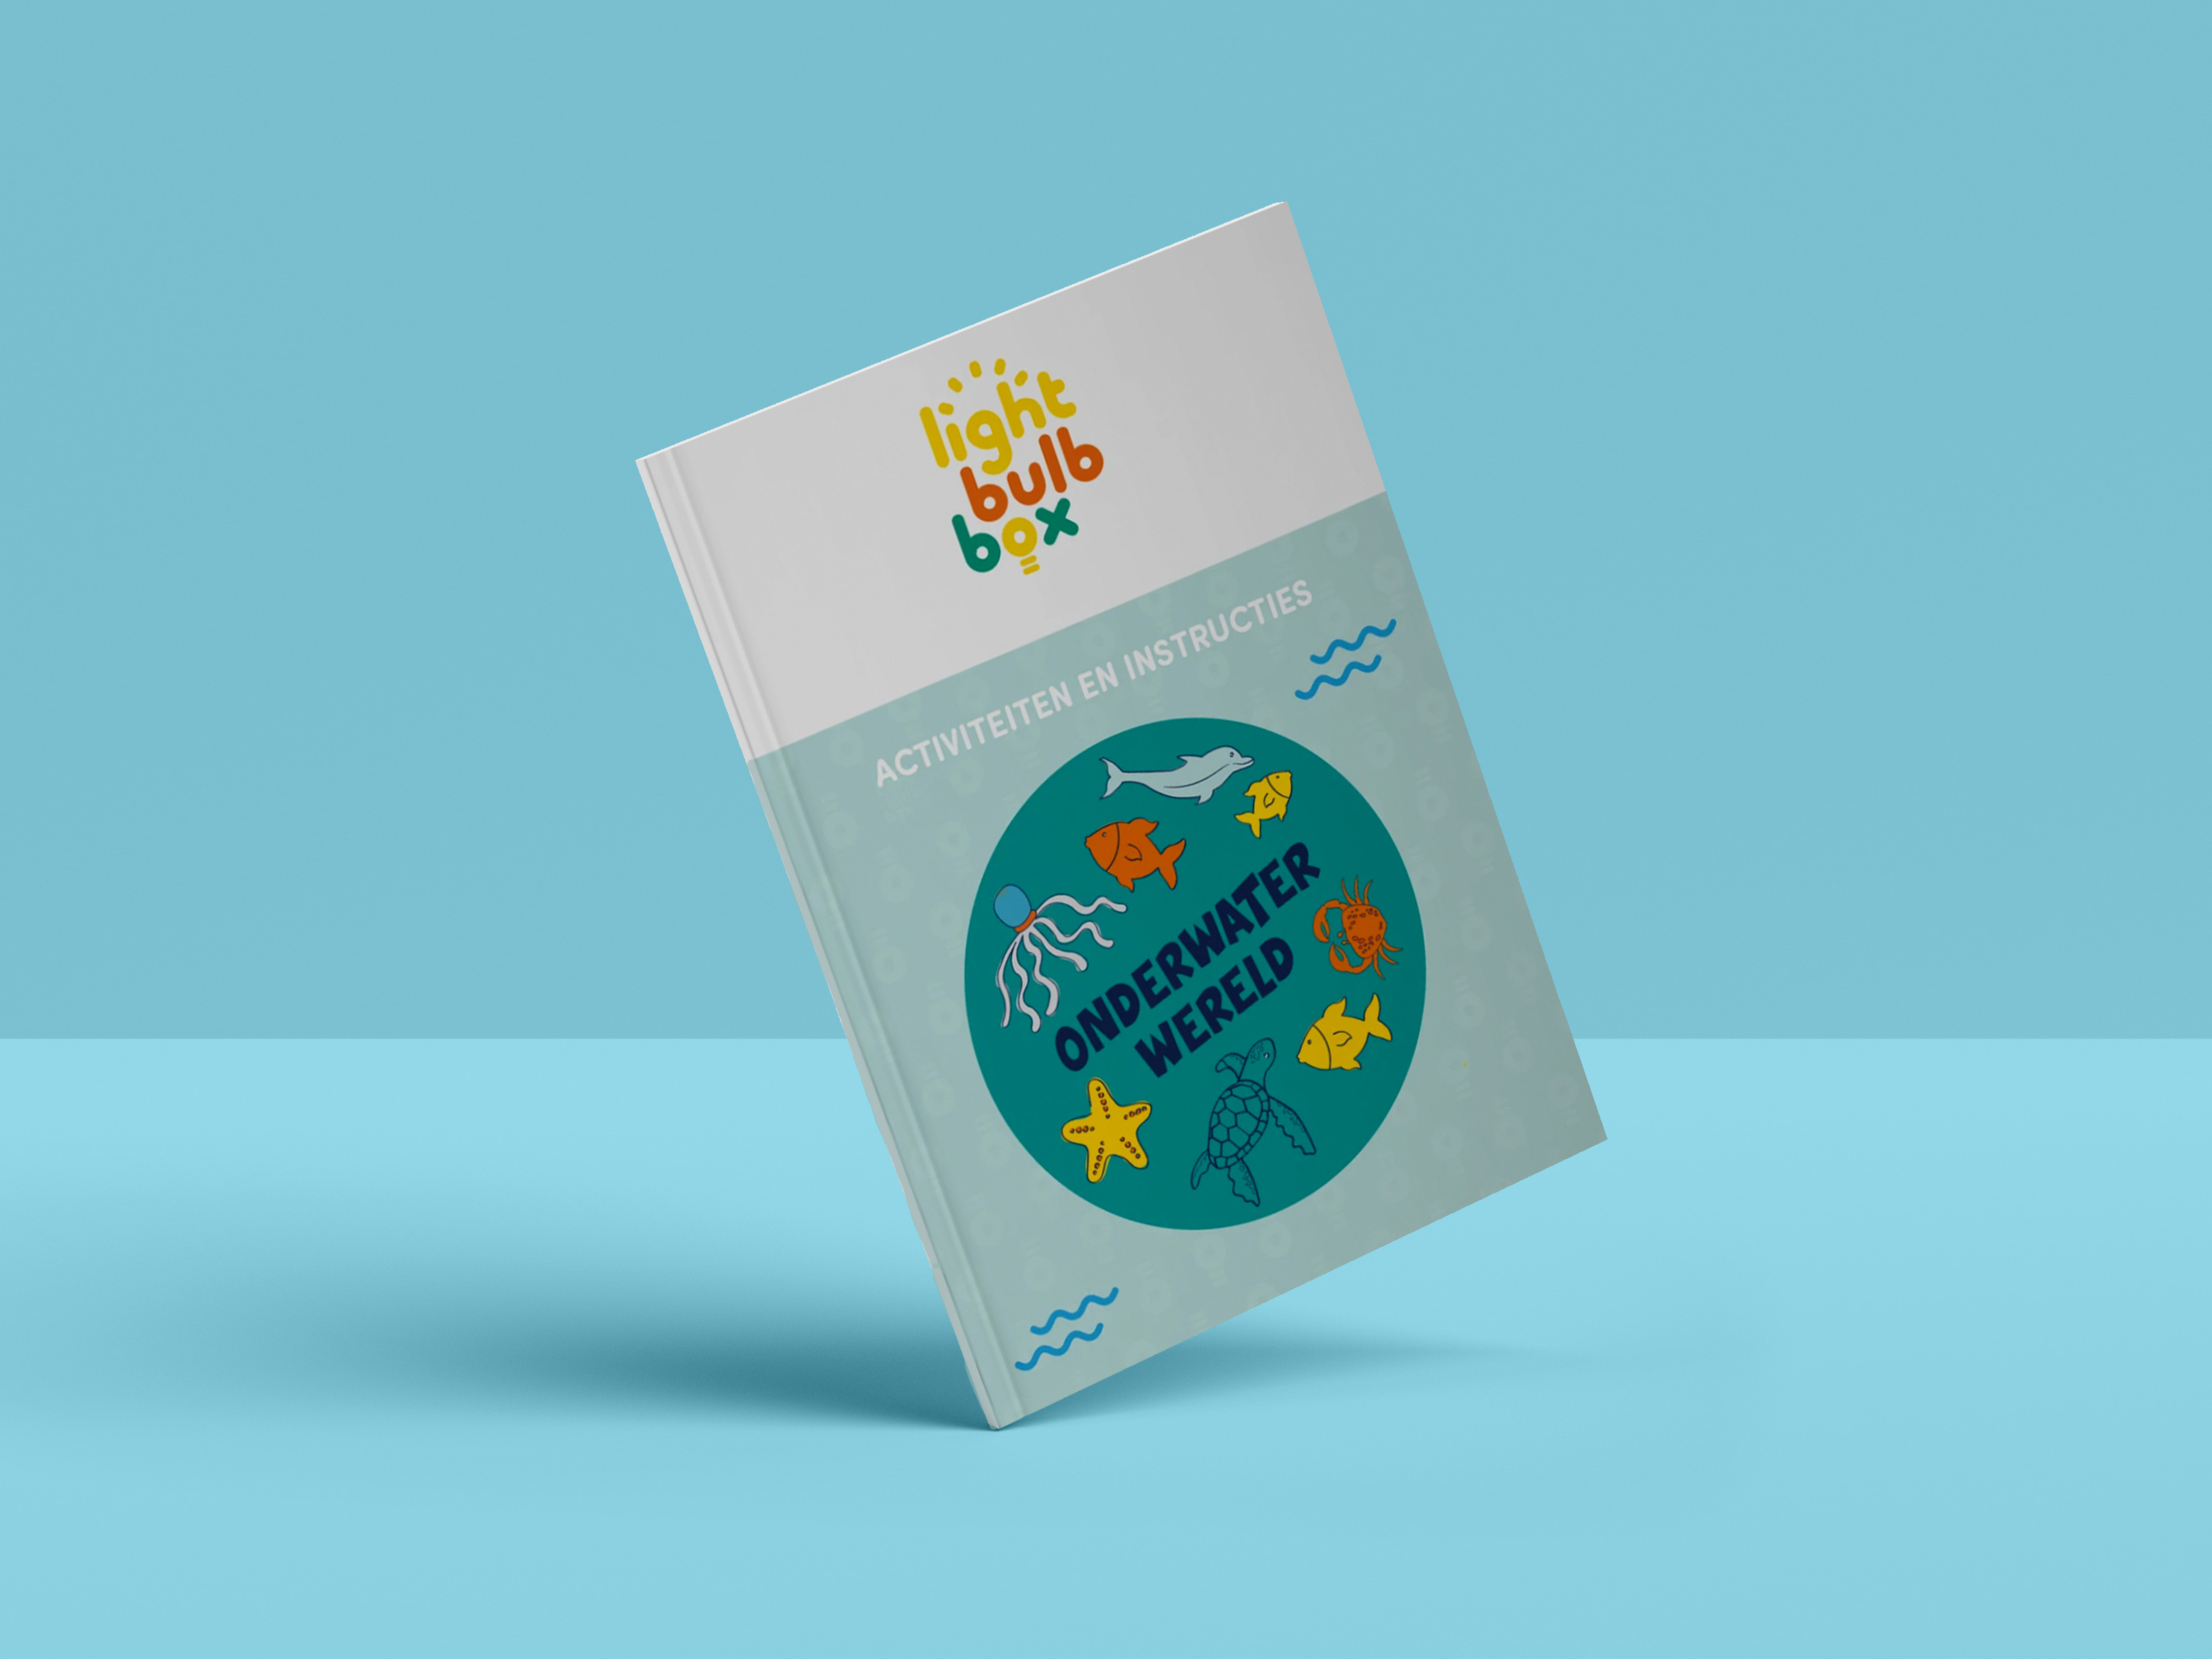 light
bulb
box
ACTIVITEITEN EN INSTRUCTIES
ONDERWATER
WERELD